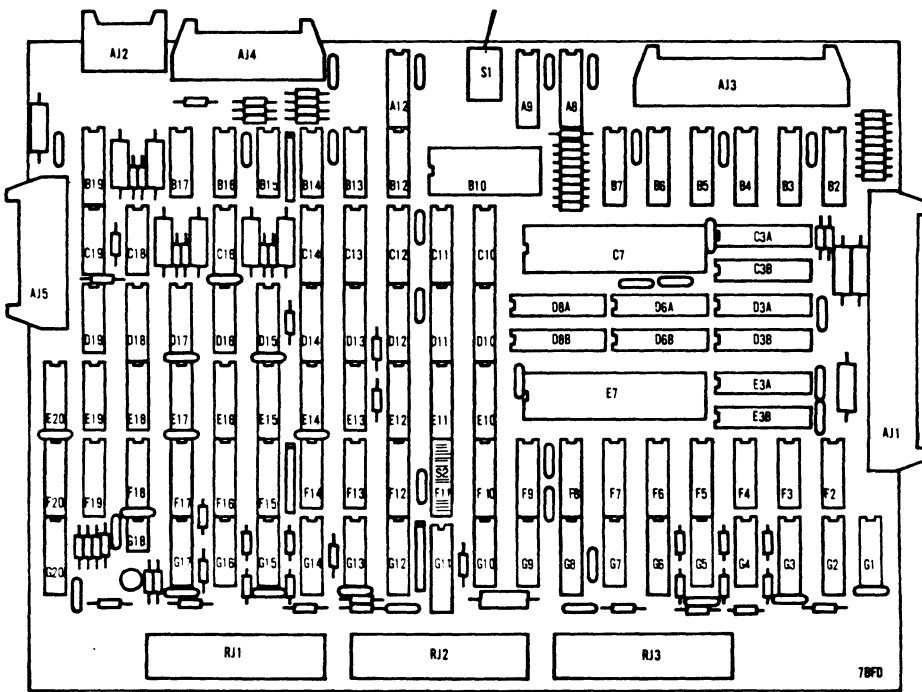 AJ2 AJ4 S1 AJ3
A12 A9 A8
B19 B17 B16 B15 B14 B13 B12 B10 B7 B6 B5 B4 B3 B2
C19 C18 C16 C14 C13 C12 C11 C10 C7 C3A
C3B
AJ5 D8A D6A D3A
D19 D18 D17 D16 D15 D14 D13 D12 D11 D10 D8B D6B D3B
E7 E3A
E20 E19 E18 E17 E16 E15 E14 E13 E12 E11 E10 E3B
AJ1
S2
F20 F19 F18 F17 F16 F15 F14 F13 F12 F11 F10 F9 F8 F7 F6 F5 F4 F3 F2
G20 G18 G17 G16 G15 G14 G13 G12 G11 G10 G9 G8 G7 G6 G5 G4 G3 G2 G1
RJ1 RJ2 RJ3
7BFD